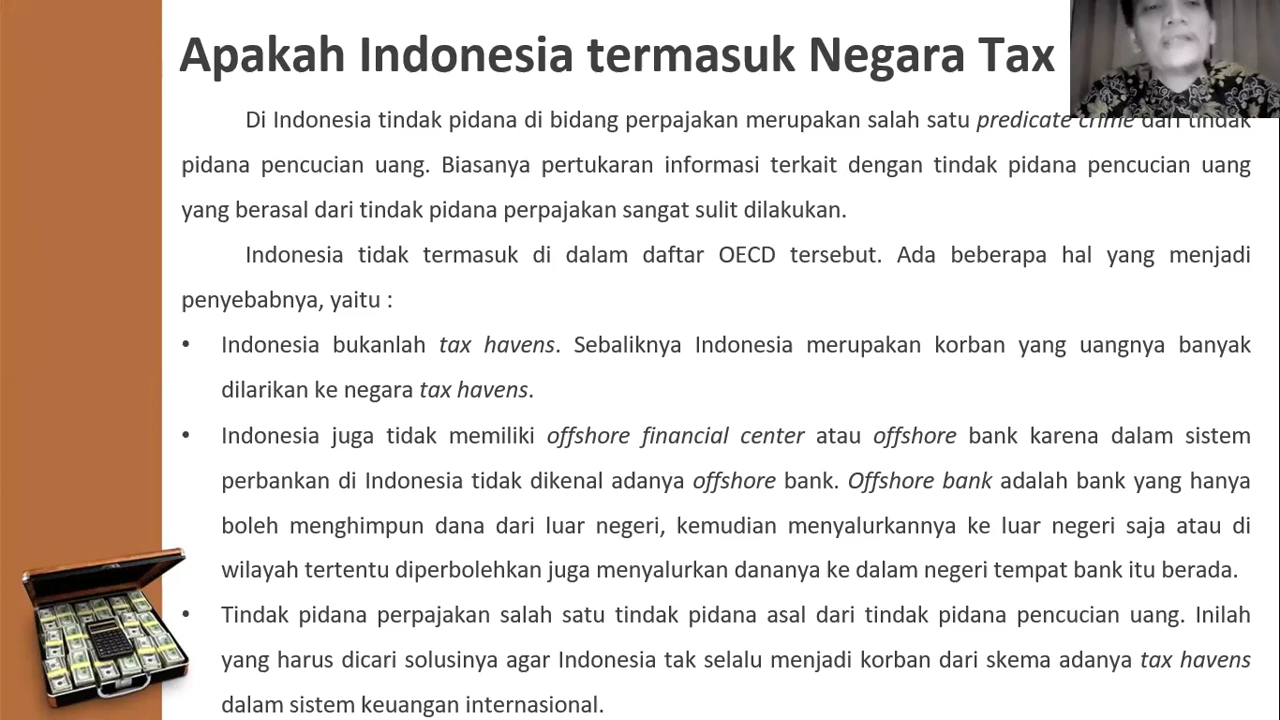 Apakah Indonesia termasuk Negara Tax
Di Indonesia tindak pidana di bidang perpajakan merupakan salah satu predicate crime dari tindak
pidana pencucian uang. Biasanya pertukaran informasi terkait dengan tindak pidana pencucian uang
yang berasal dari tindak pidana perpajakan sangat sulit dilakukan.
Indonesia tidak termasuk di dalam daftar OECD tersebut. Ada beberapa hal yang menjadi
penyebabnya, yaitu :
• Indonesia bukanlah tax havens. Sebaliknya Indonesia merupakan korban yang uangnya banyak
dilarikan ke negara tax havens.
• Indonesia juga tidak memiliki offshore financial center atau offshore bank karena dalam sistem
perbankan di Indonesia tidak dikenal adanya offshore bank. Offshore bank adalah bank yang hanya
boleh menghimpun dana dari luar negeri, kemudian menyalurkannya ke luar negeri saja atau di
wilayah tertentu diperbolehkan juga menyalurkan dananya ke dalam negeri tempat bank itu berada.
• Tindak pidana perpajakan salah satu tindak pidana asal dari tindak pidana pencucian uang. Inilah
yang harus dicari solusinya agar Indonesia tak selalu menjadi korban dari skema adanya tax havens
dalam sistem keuangan internasional.